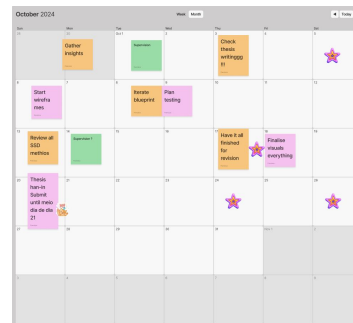 October 2024
Week Month
Today
Sun Mon Tue Wed Thu Fri Sat
29 30 Oct 1 2 3 4 5
Gather
insights
Supervision
Check
thesis
writinggg
!!!
6 7 8 9 10 11 12
Start
wirefra
mes
Iterate
blueprint
Plan
testing
13 14 15 16 17 18 19
Review all
SSD
methios
Supervision ?
Have it all
finished
for
revision
Finalise
visuals
everything
20 21 22 23 24 25 26
Thesis
han-in
Submit
until meio
dia de die
21
27 28 29 30 31